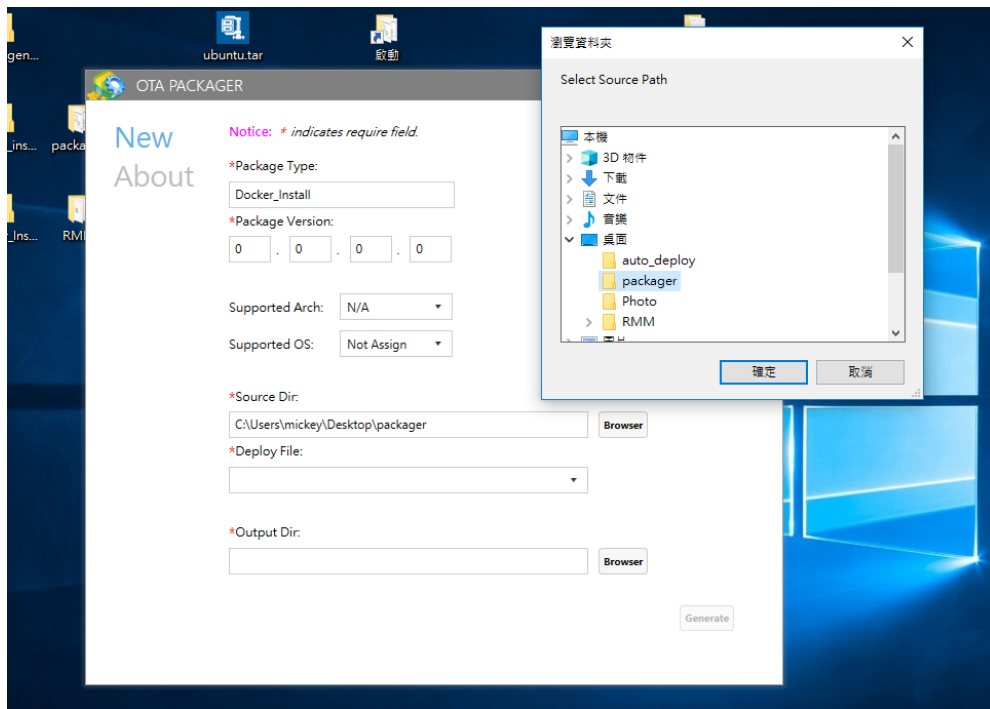 gen...
ubuntu.tar
啟動
_ins...
packa
_Ins...
RMI
OTA PACKAGER
New
About
Notice: * indicates require field.
*Package Type:
Docker_Install
*Package Version:
0 . 0 . 0 . 0
Supported Arch: N/A
Supported OS: Not Assign
*Source Dir:
C:\Users\mickey\Desktop\packager Browser
*Deploy File:
*Output Dir:
Browser
Generate
瀏覽資料夾
Select Source Path
本機
3D 物件
下載
文件
音樂
桌面
auto_deploy
packager
Photo
RMM
確定 取消